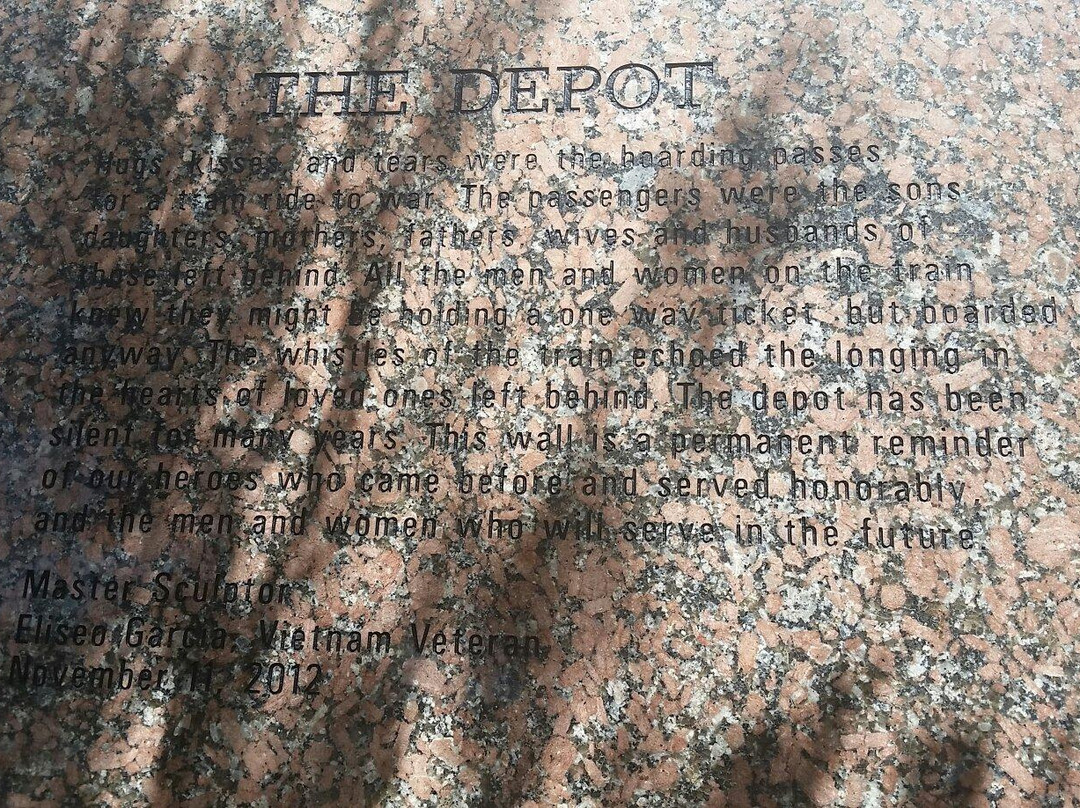 THE DEPOT
Hugs, kisses, and tears were the boarding passes
for a train ride to war. The passengers were the sons,
daughters, mothers, fathers, wives and husbands of
those left behind. All the men and women on the train
knew they might be holding a one way ticket, but boarded
anyway. The whistles of the train echoed the longing in
the hearts of loved ones left behind. The depot has been
silent for many years. This wall is a permanent reminder
of our heroes who came before and served honorably,
and the men and women who will serve in the future.
Master Sculptor
Eliseo Garcia, Vietnam Veteran
November 11, 2012